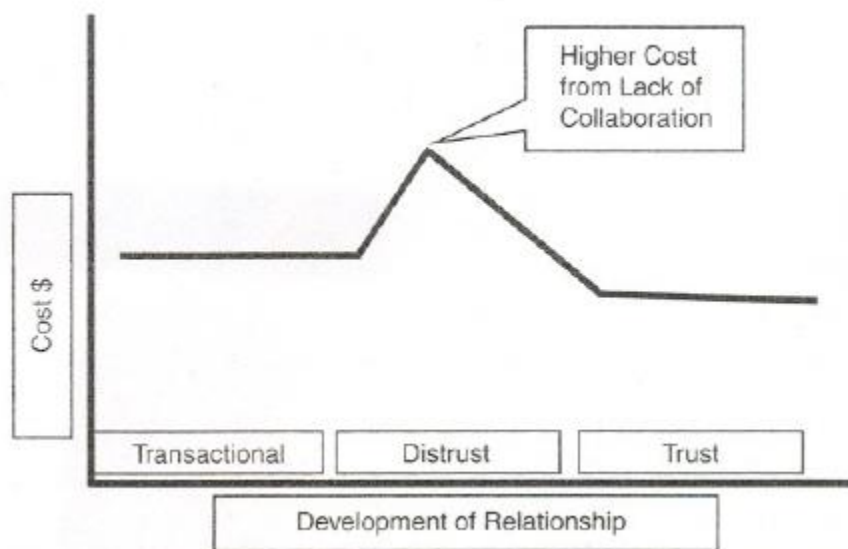 Higher Cost
from Lack of
Collaboration
Cost $
Transactional
Distrust
Trust
Development of Relationship